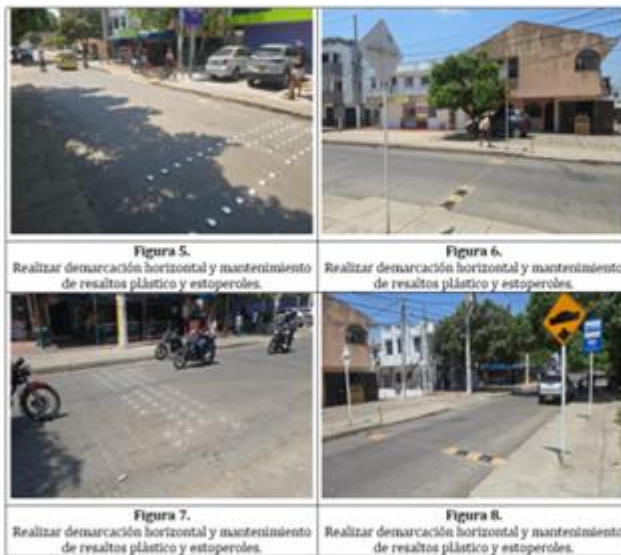 Figura 5.
Realizar demarcación horizontal y mantenimiento
de resaltos plástico y estoperoles.
Figura 6.
Realizar demarcación horizontal y mantenimiento
de resaltos plástico y estoperoles.
Figura 7.
Realizar demarcación horizontal y mantenimiento
de resaltos plástico y estoperoles.
Figura 8.
Realizar demarcación horizontal y mantenimiento
de resaltos plástico y estoperoles.